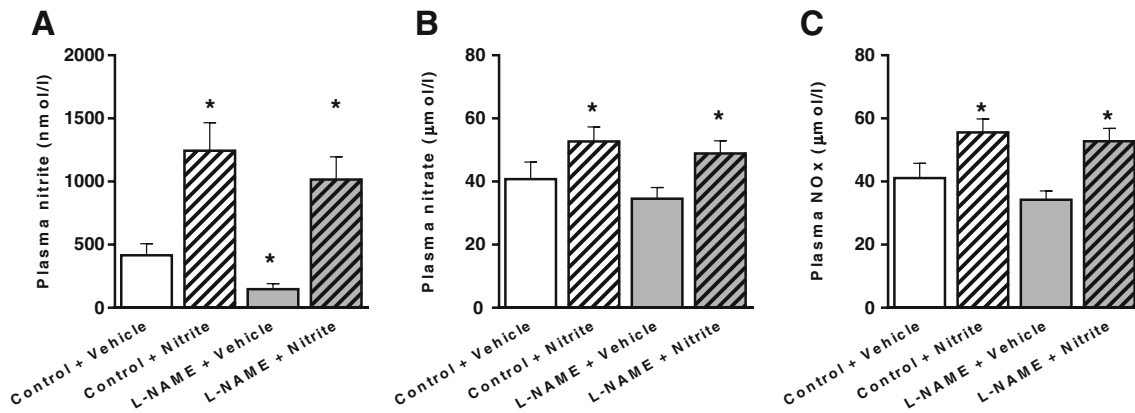 A
Plasma nitrite (nmol/l)
2000
1500
1000
500
0
*
*
*
Control + Vehicle
Control + Nitrite
L-NAME + Vehicle
L-NAME + Nitrite
B
Plasma nitrate (μmol/l)
80
60
40
20
0
*
*
Control + Vehicle
Control + Nitrite
L-NAME + Vehicle
L-NAME + Nitrite
C
Plasma NOx (μmol/l)
80
60
40
20
0
*
*
Control + Vehicle
Control + Nitrite
L-NAME + Vehicle
L-NAME + Nitrite